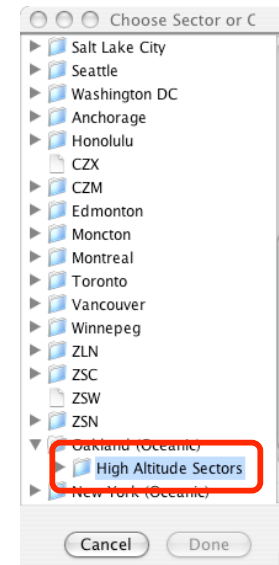 Choose Sector or C
Salt Lake City
Seattle
Washington DC
Anchorage
Honolulu
CZX
CZM
Edmonton
Moncton
Montreal
Toronto
Vancouver
Winnepeg
ZLN
ZSC
ZSW
ZSN
Oakland (Oceanic)
High Altitude Sectors
New York (Oceanic)
Cancel Done